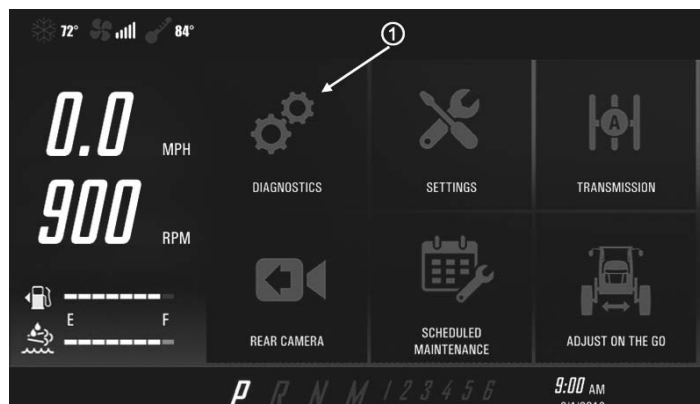 72° 84°
1
0.0 MPH
900 RPM
E F
DIAGNOSTICS
SETTINGS
TRANSMISSION
REAR CAMERA
SCHEDULED
MAINTENANCE
ADJUST ON THE GO
A
P R N M 1 2 3 4 5 6
9:00 AM